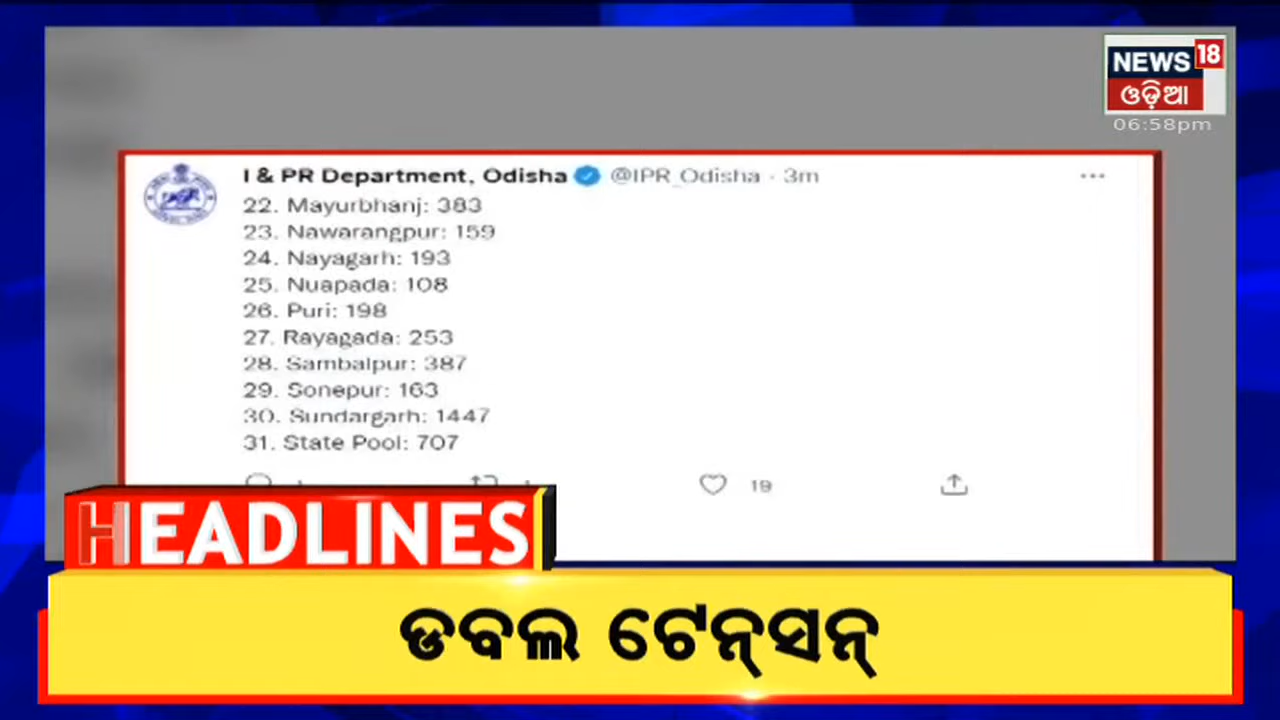 NEWS 18
ଓଡ଼ିଆ
06:58pm
I & PR Department, Odisha @IPR_Odisha · 3m
22. Mayurbhanj: 383
23. Nawarangpur: 159
24. Nayagarh: 193
25. Nuapada: 108
26. Puri: 198
27. Rayagada: 253
28. Sambalpur: 387
29. Sonepur: 163
30. Sundargarh: 1447
31. State Pool: 707
19
HEADLINES
ଡବଲ ଟେନ୍‌ସନ୍